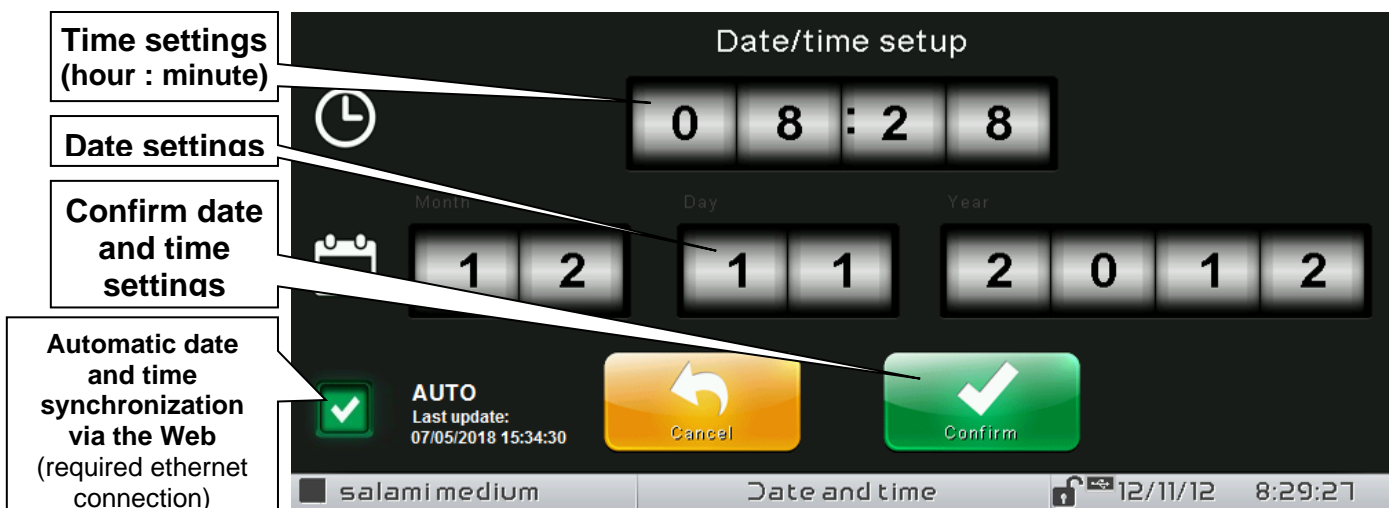 Time settings
(hour : minute)
Date settings
Confirm date
and time
settings
Automatic date
and time
synchronization
via the Web
(required ethernet
connection)
Date/time setup
0 8 : 2 8
Month Day Year
1 2 1 1 2 0 1 2
AUTO
Last update:
07/05/2018 15:34:30
Cancel Confirm
salami medium Date and time 12/11/12 8:29:27